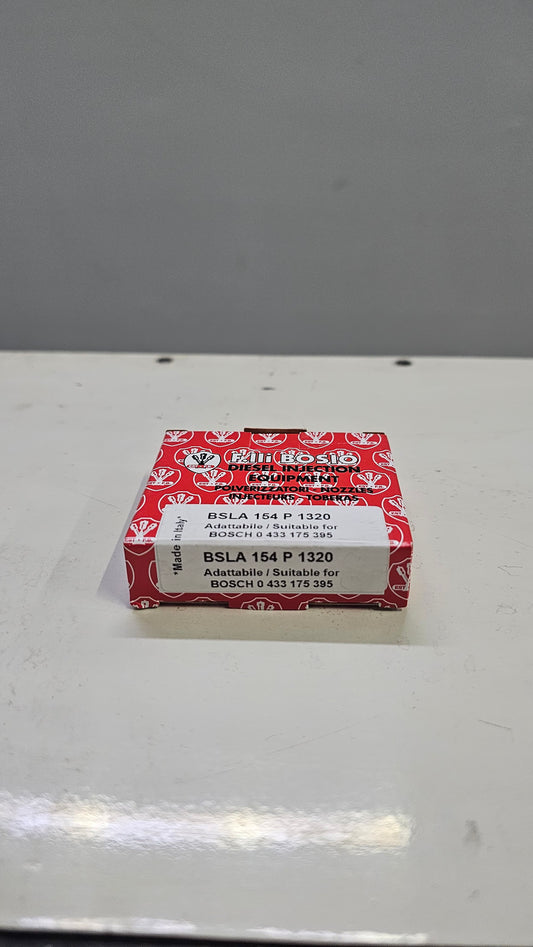 F.lli BOSIO
DIESEL INJECTION
EQUIPMENT
POLVERIZZATORI - NOZZLES
INJECTEURS - TOBERAS
*Made in Italy*
BSLA 154 P 1320
Adattabile / Suitable for
BOSCH 0 433 175 395
BSLA 154 P 1320
Adattabile / Suitable for
BOSCH 0 433 175 395